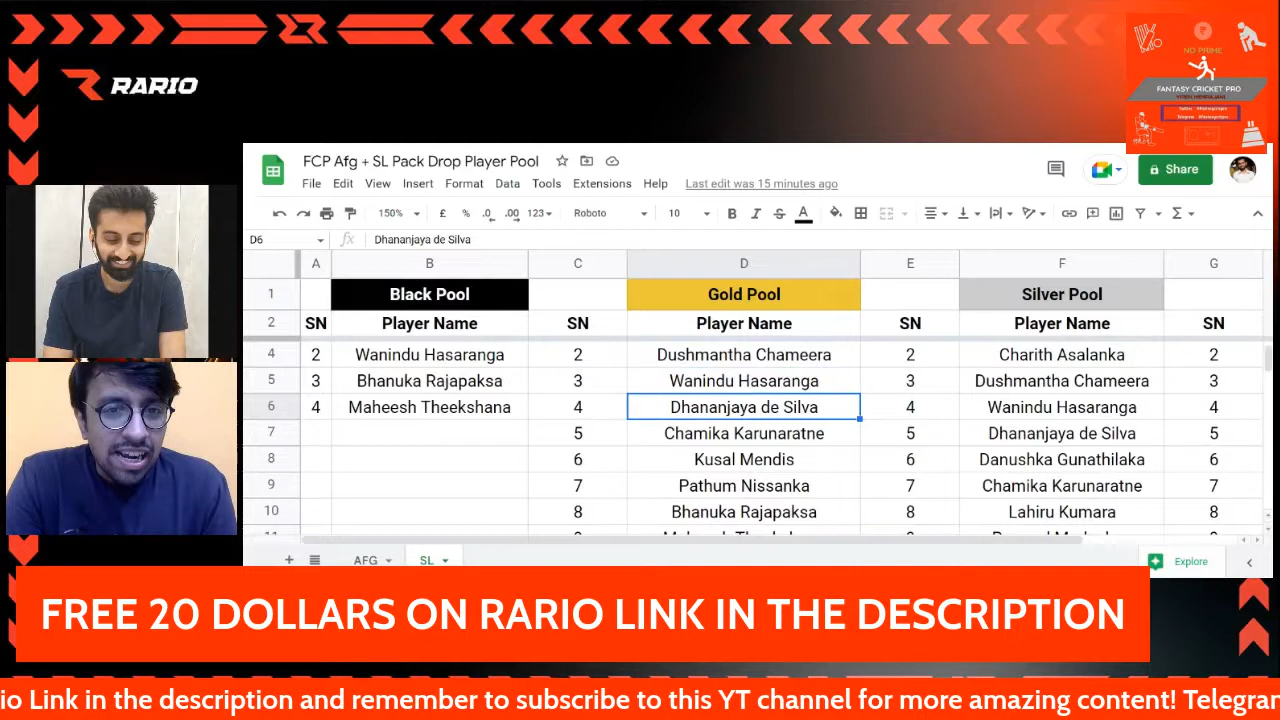 RARIO
NO PRIME
FANTASY CRICKET PRO
FCP Afg + SL Pack Drop Player Pool
File Edit View Insert Format Data Tools Extensions Help Last edit was 15 minutes ago
Share
150% £ % .0 .00 123 Roboto 10 B I S A
D6 fx Dhananjaya de Silva
A B C D E F G
1 Black Pool Gold Pool Silver Pool
2 SN Player Name SN Player Name SN Player Name SN
4 2 Wanindu Hasaranga 2 Dushmantha Chameera 2 Charith Asalanka 2
5 3 Bhanuka Rajapaksa 3 Wanindu Hasaranga 3 Dushmantha Chameera 3
6 4 Maheesh Theekshana 4 Dhananjaya de Silva 4 Wanindu Hasaranga 4
7 5 Chamika Karunaratne 5 Dhananjaya de Silva 5
8 6 Kusal Mendis 6 Danushka Gunathilaka 6
9 7 Pathum Nissanka 7 Chamika Karunaratne 7
10 8 Bhanuka Rajapaksa 8 Lahiru Kumara 8
AFG SL Explore
FREE 20 DOLLARS ON RARIO LINK IN THE DESCRIPTION
io Link in the description and remember to subscribe to this YT channel for more amazing content! Telegran